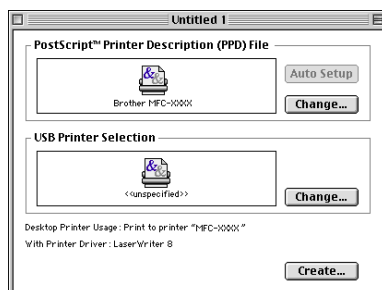 Untitled 1
PostScript™ Printer Description (PPD) File
Auto Setup
Brother MFC-XXXX
Change...
USB Printer Selection
<<unspecified>>
Change...
Desktop Printer Usage: Print to printer "MFC-XXXX"
With Printer Driver: LaserWriter 8
Create...